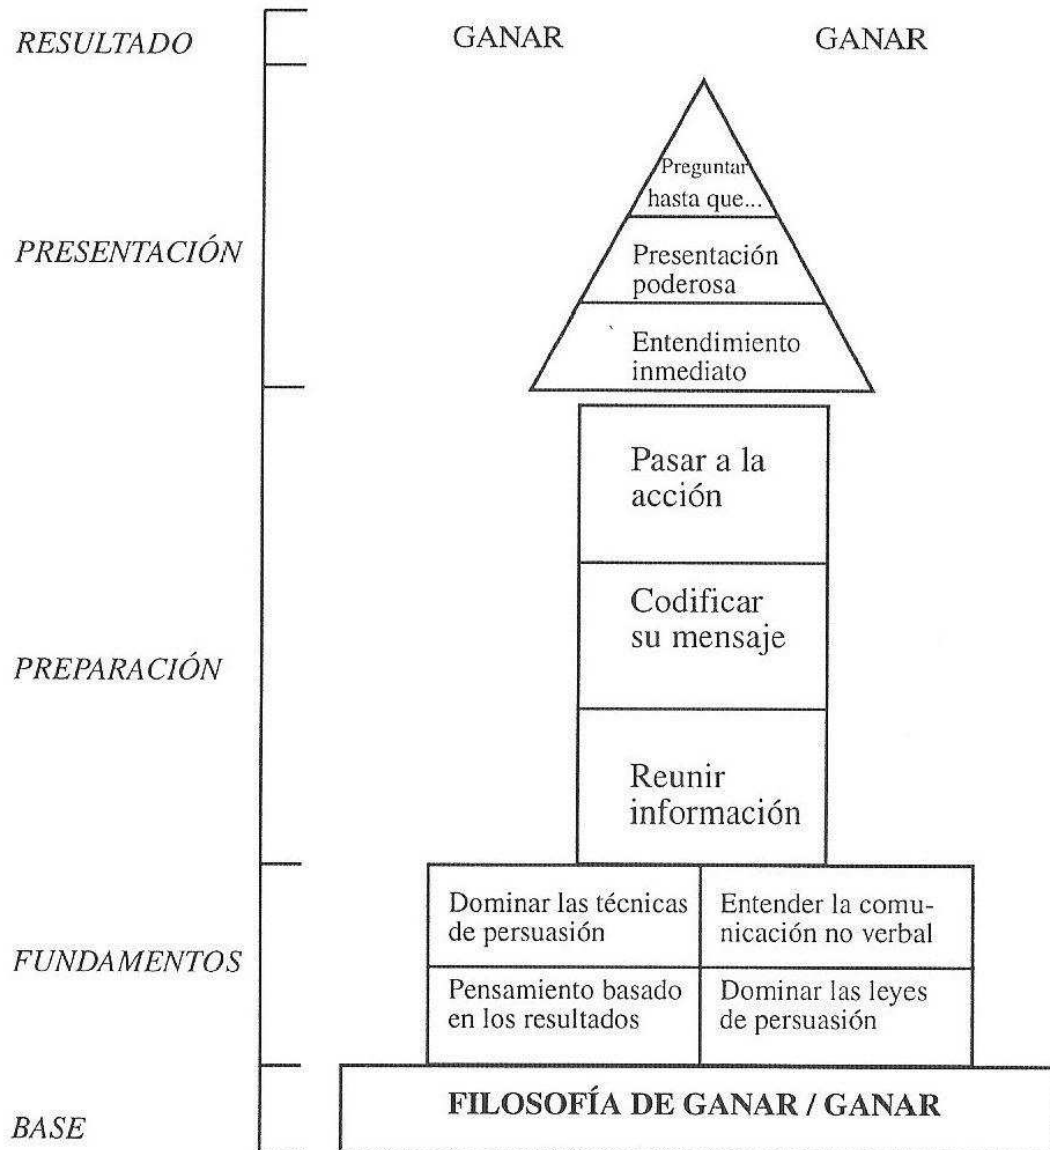 RESULTADO
GANAR GANAR
PRESENTACIÓN
Preguntar
hasta que...
Presentación
poderosa
Entendimiento
inmediato
PREPARACIÓN
Pasar a la
acción
Codificar
su mensaje
Reunir
información
FUNDAMENTOS
Dominar las técnicas
de persuasión
Entender la comu-
nicación no verbal
Pensamiento basado
en los resultados
Dominar las leyes
de persuasión
BASE
FILOSOFÍA DE GANAR / GANAR